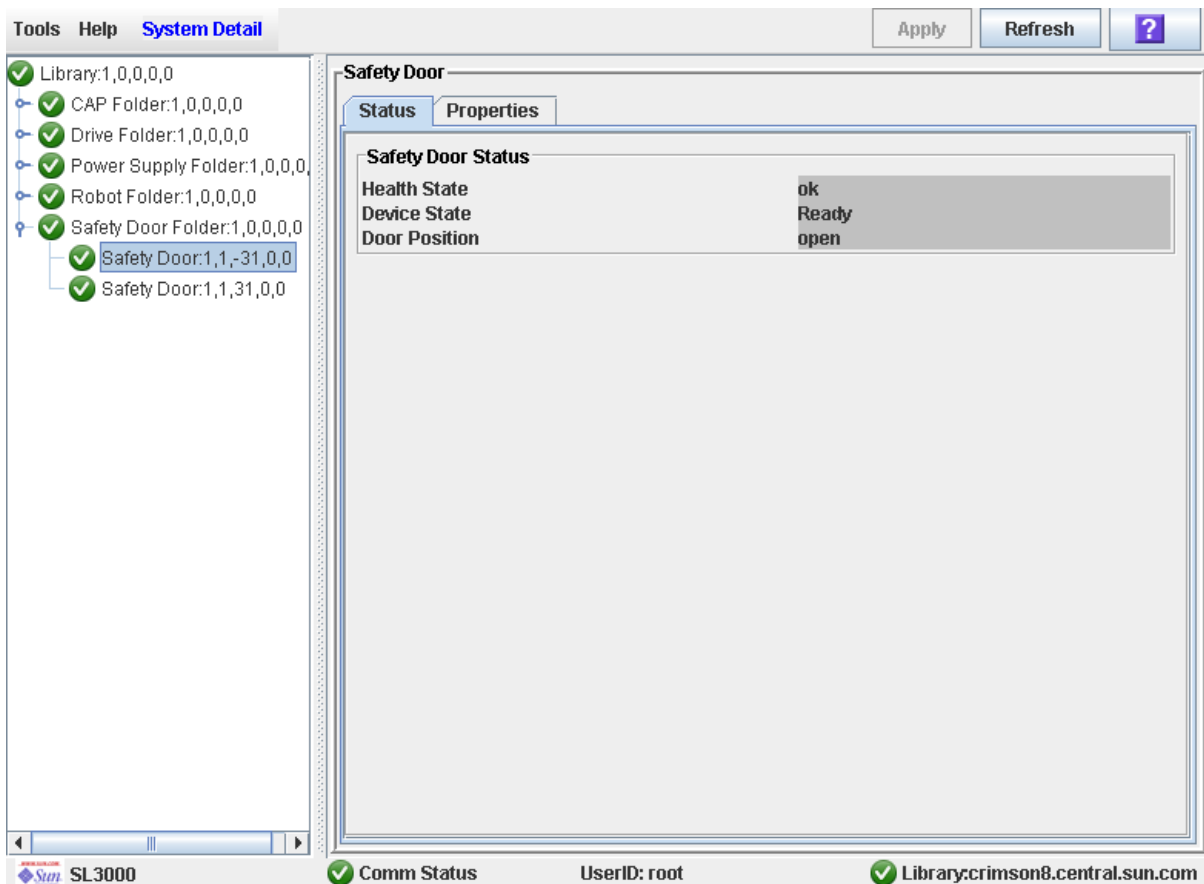 Tools Help System Detail Apply Refresh ?
Library:1,0,0,0,0
CAP Folder:1,0,0,0,0
Drive Folder:1,0,0,0,0
Power Supply Folder:1,0,0,0,
Robot Folder:1,0,0,0,0
Safety Door Folder:1,0,0,0,0
Safety Door:1,1,-31,0,0
Safety Door:1,1,31,0,0
Safety Door
Status Properties
Safety Door Status
Health State ok
Device State Ready
Door Position open
Sun SL3000 Comm Status UserID: root Library:crimson8.central.sun.com